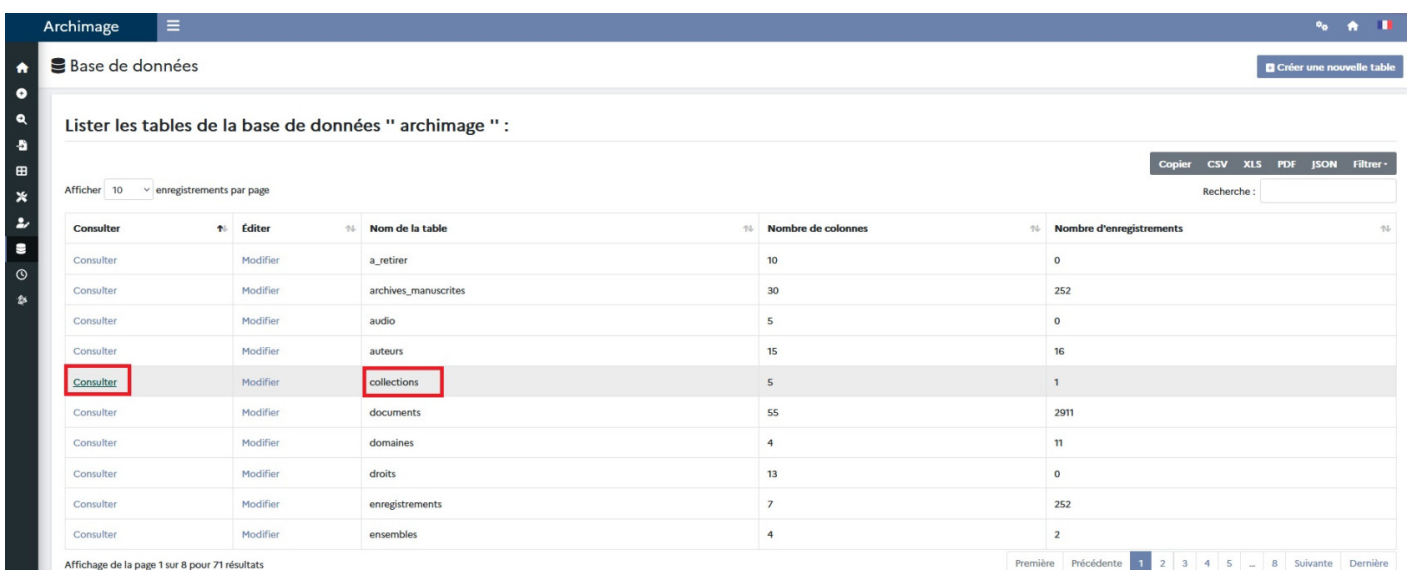 Archimage
Base de données
Créer une nouvelle table
Lister les tables de la base de données " archimage " :
Copier CSV XLS PDF JSON Filtrer
Afficher 10 enregistrements par page
Recherche :
Consulter Éditer Nom de la table Nombre de colonnes Nombre d'enregistrements
Consulter Modifier a_retirer 10 0
Consulter Modifier archives_manuscrites 30 252
Consulter Modifier audio 5 0
Consulter Modifier auteurs 15 16
Consulter Modifier collections 5 1
Consulter Modifier documents 55 2911
Consulter Modifier domaines 4 11
Consulter Modifier droits 13 0
Consulter Modifier enregistrements 7 252
Consulter Modifier ensembles 4 2
Affichage de la page 1 sur 8 pour 71 résultats
Première Précédente 1 2 3 4 5 ... 8 Suivante Dernière